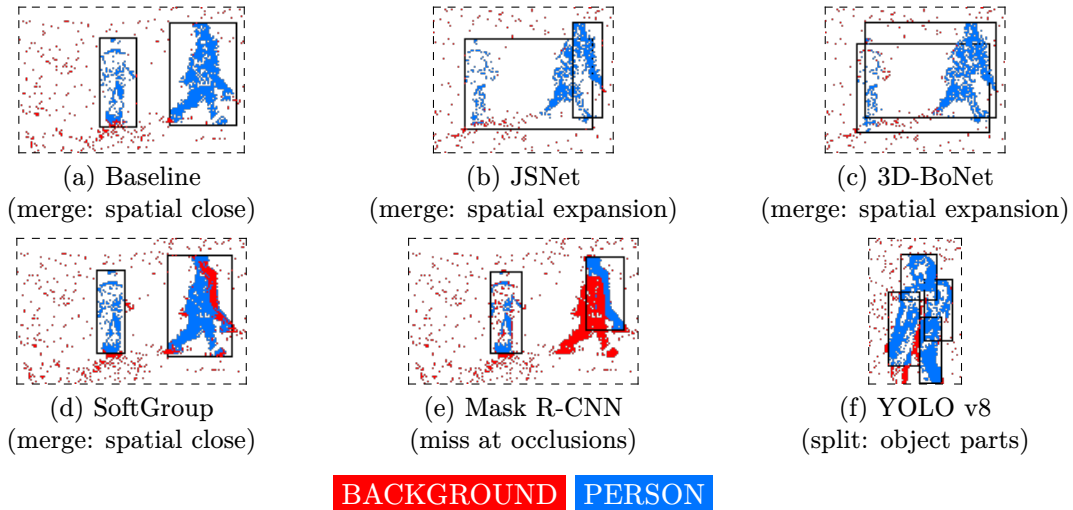 (a) Baseline
(merge: spatial close)
(b) JSNet
(merge: spatial expansion)
(c) 3D-BoNet
(merge: spatial expansion)
(d) SoftGroup
(merge: spatial close)
(e) Mask R-CNN
(miss at occlusions)
(f) YOLO v8
(split: object parts)
BACKGROUND PERSON